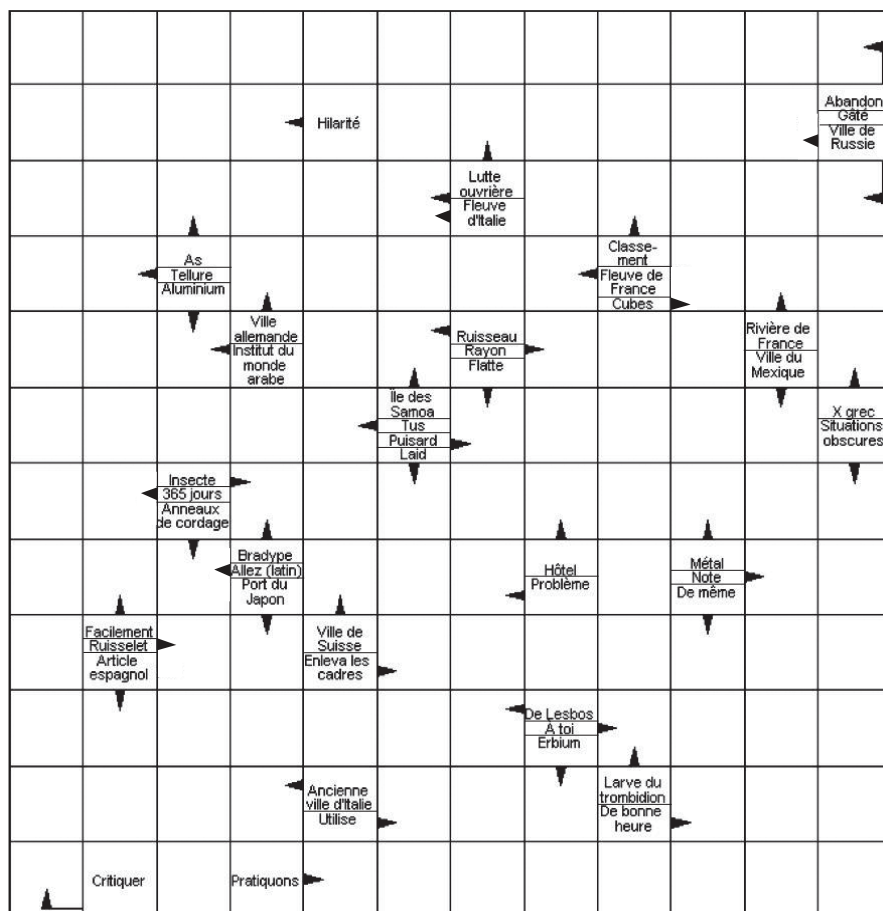 Hilarité
Abandon
Gâté
Ville de
Russie
Lutte
ouvrière
Fleuve
d'Italie
As
Tellure
Aluminium
Classe-
ment
Fleuve de
France
Cubes
Ville
allemande
Institut du
monde
arabe
Ruisseau
Rayon
Flatte
Rivière de
France
Ville du
Mexique
Île des
Samoa
Tus
Puisard
Laid
X grec
Situations
obscures
Insecte
365 jours
Anneaux
de cordage
Bradype
Allez (latin)
Port du
Japon
Hôtel
Problème
Métal
Note
De même
Facilement
Ruisselet
Article
espagnol
Ville de
Suisse
Enleva les
cadres
De Lesbos
À toi
Erbium
Ancienne
ville d'Italie
Utilise
Larve du
trombidion
De bonne
heure
Critiquer
Pratiquons